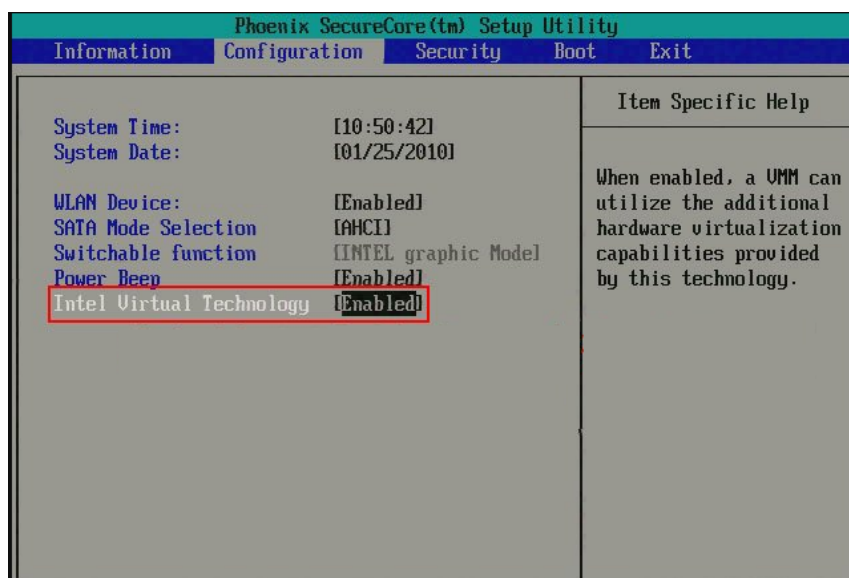 Phoenix SecureCore(tm) Setup Utility
Information Configuration Security Boot Exit
System Time: [10:50:42]
System Date: [01/25/2010]
WLAN Device: [Enabled]
SATA Mode Selection [AHCI]
Switchable function [INTEL graphic Mode]
Power Beep [Enabled]
Intel Virtual Technology [Enabled]
Item Specific Help
When enabled, a VMM can
utilize the additional
hardware virtualization
capabilities provided
by this technology.